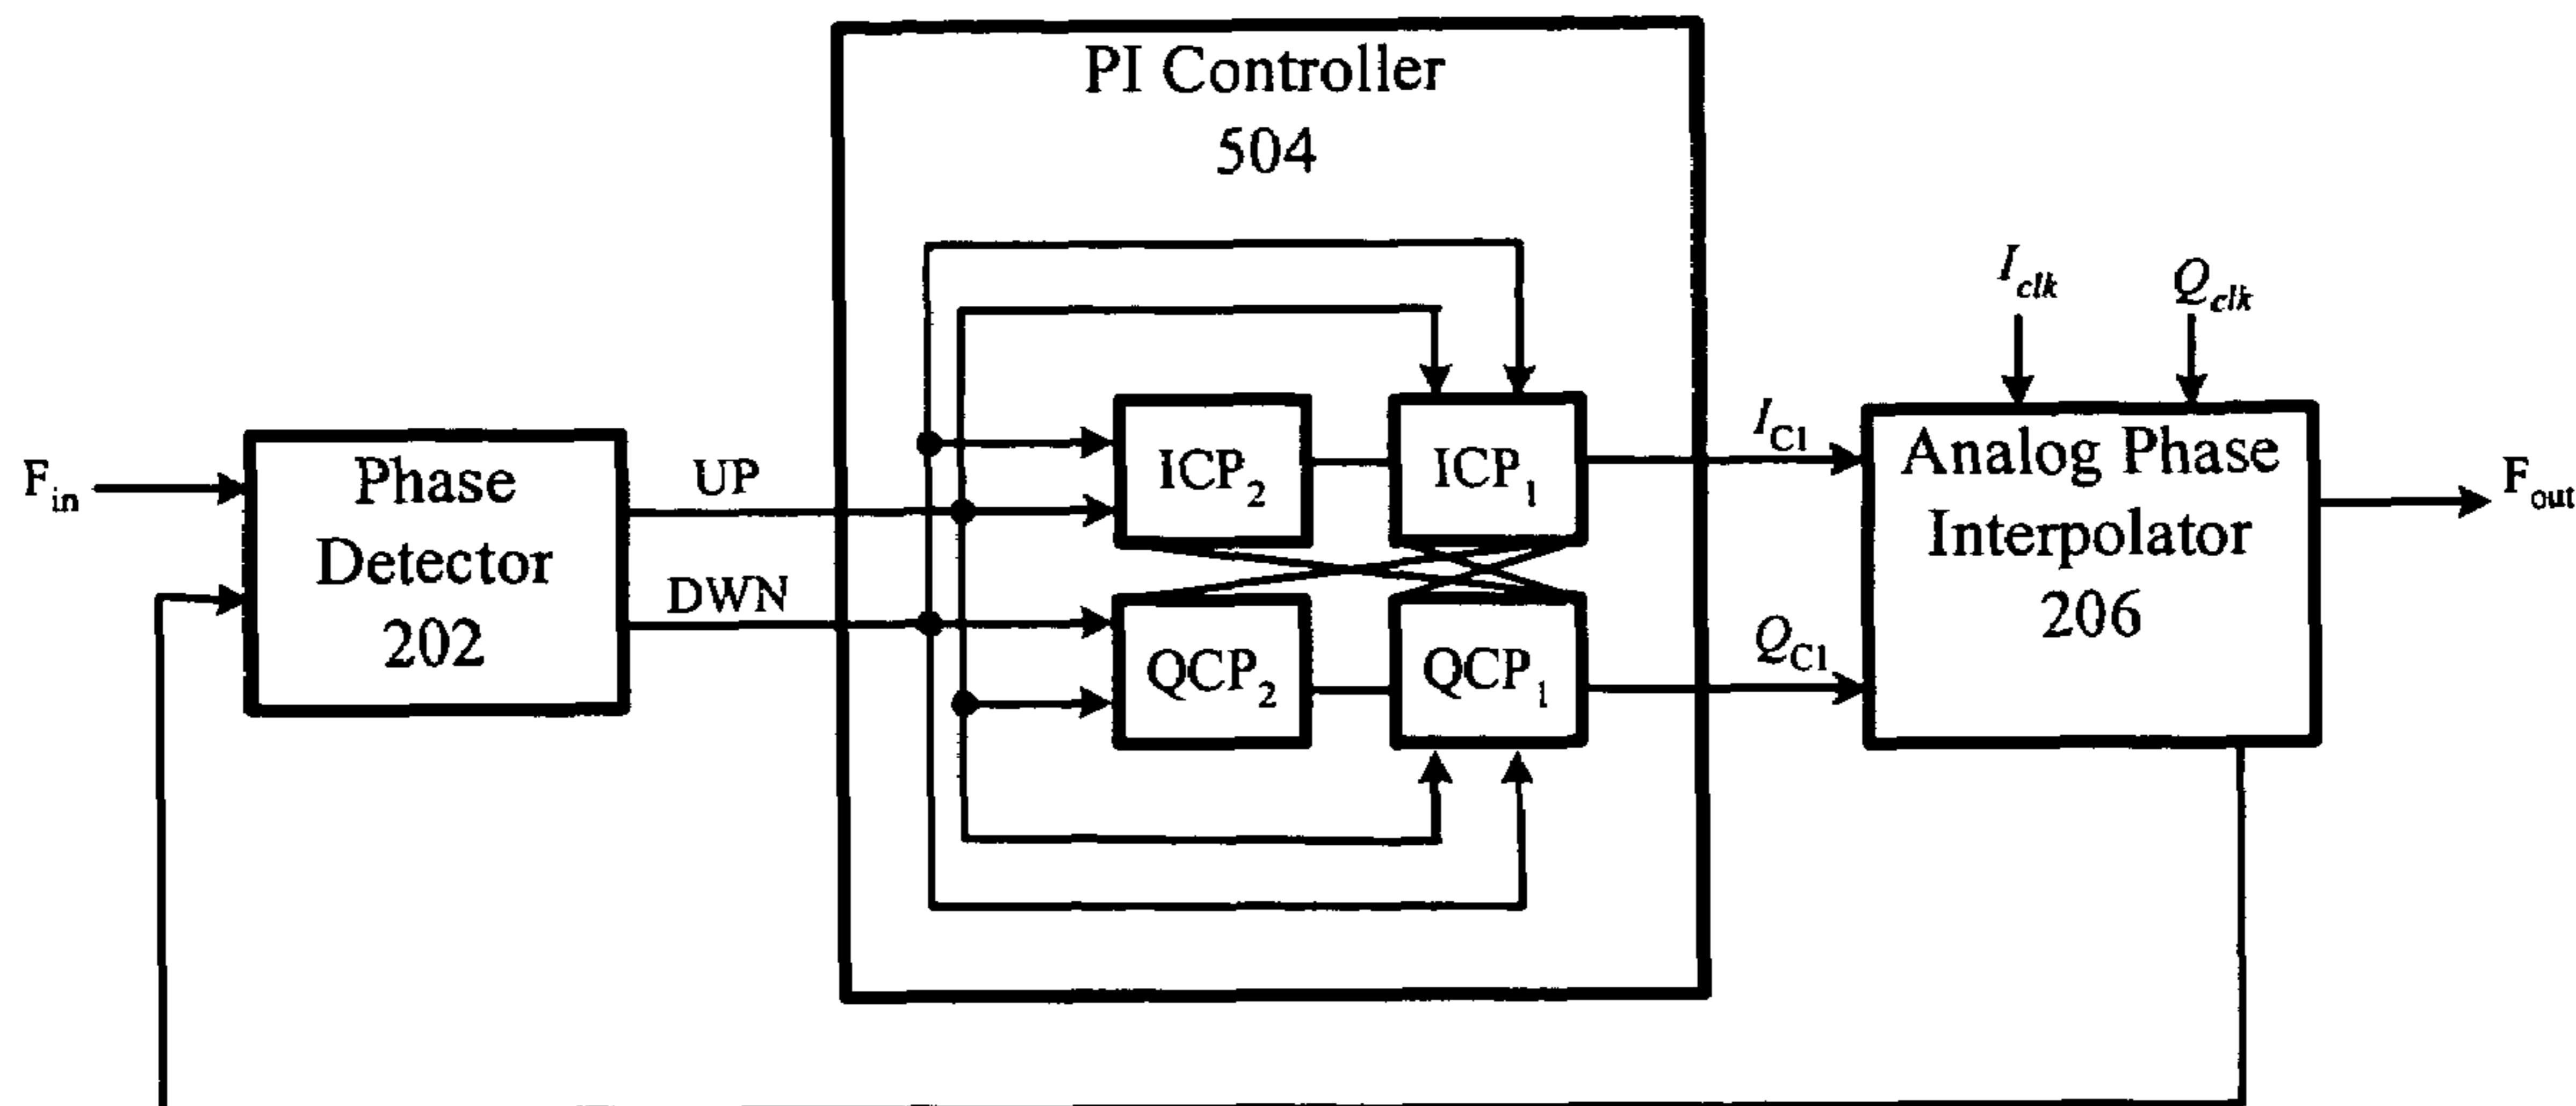 PI Controller
504
I_clk
Q_clk
F_in
Phase
Detector
202
UP
DWN
ICP_2
ICP_1
QCP_2
QCP_1
I_C1
Q_C1
Analog Phase
Interpolator
206
F_out